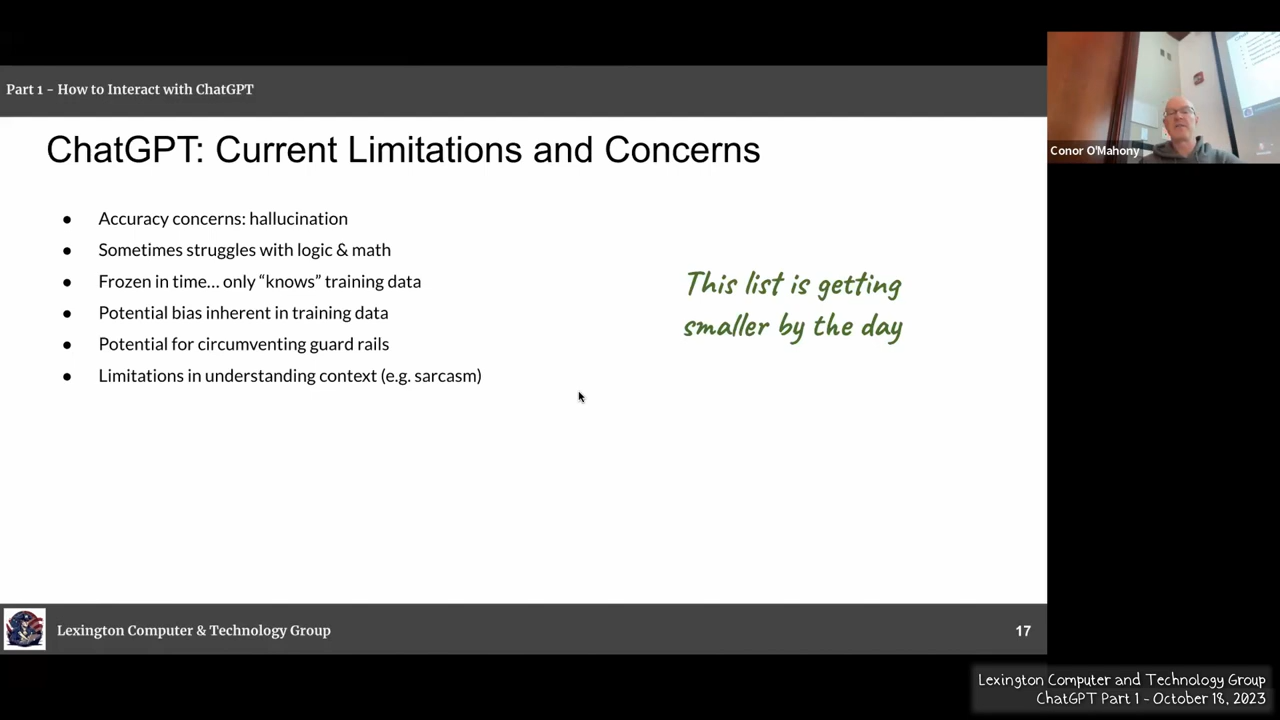 Part 1 - How to Interact with ChatGPT
ChatGPT: Current Limitations and Concerns
● Accuracy concerns: hallucination
● Sometimes struggles with logic & math
● Frozen in time... only “knows” training data
● Potential bias inherent in training data
● Potential for circumventing guard rails
● Limitations in understanding context (e.g. sarcasm)
This list is getting
smaller by the day
Conor O'Mahony
Lexington Computer & Technology Group
17
Lexington Computer and Technology Group
ChatGPT Part 1 - October 18, 2023